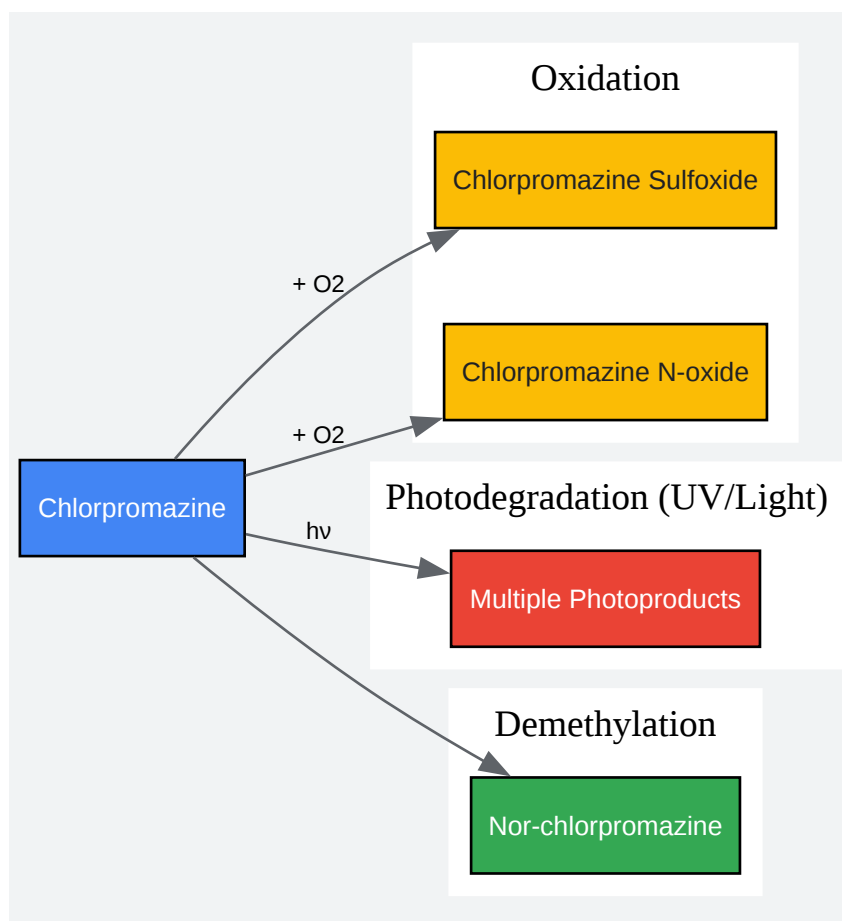 Oxidation
Chlorpromazine Sulfoxide
+ O2
Chlorpromazine N-oxide
+ O2
Chlorpromazine
Photodegradation (UV/Light)
hν
Multiple Photoproducts
Demethylation
Nor-chlorpromazine